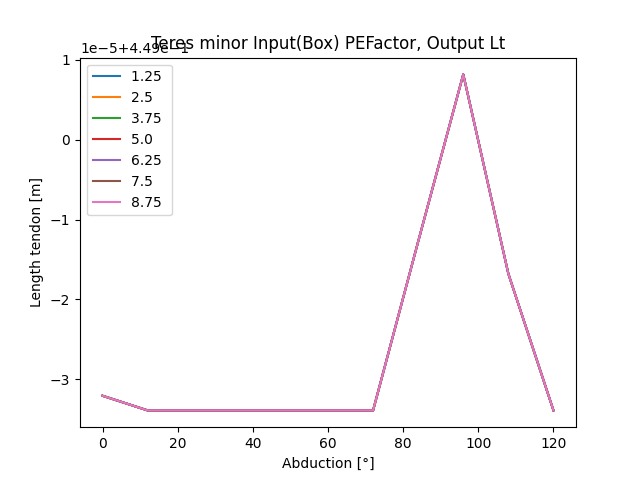 Teres minor Input(Box) PEFactor, Output Lt
1e−5+4.49e−1
1.25
2.5
3.75
5.0
6.25
7.5
8.75
1
0
−1
−2
−3
Length tendon [m]
0 20 40 60 80 100 120
Abduction [°]